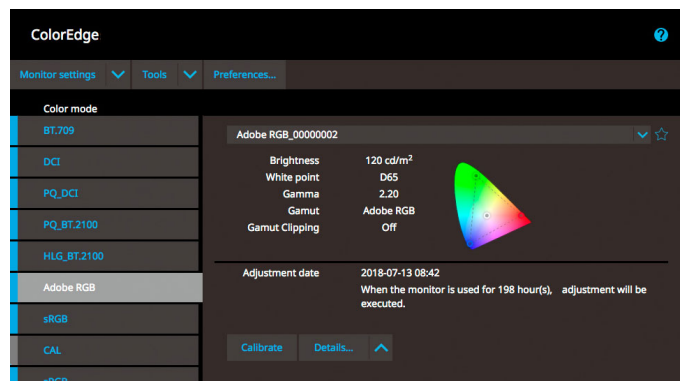 ColorEdge
?
Monitor settings Tools Preferences...
Color mode
BT.709
DCI
PQ_DCI
PQ_BT.2100
HLG_BT.2100
Adobe RGB
sRGB
CAL
Adobe RGB_00000002
Brightness 120 cd/m²
White point D65
Gamma 2.20
Gamut Adobe RGB
Gamut Clipping Off
Adjustment date 2018-07-13 08:42
When the monitor is used for 198 hour(s), adjustment will be
executed.
Calibrate Details...